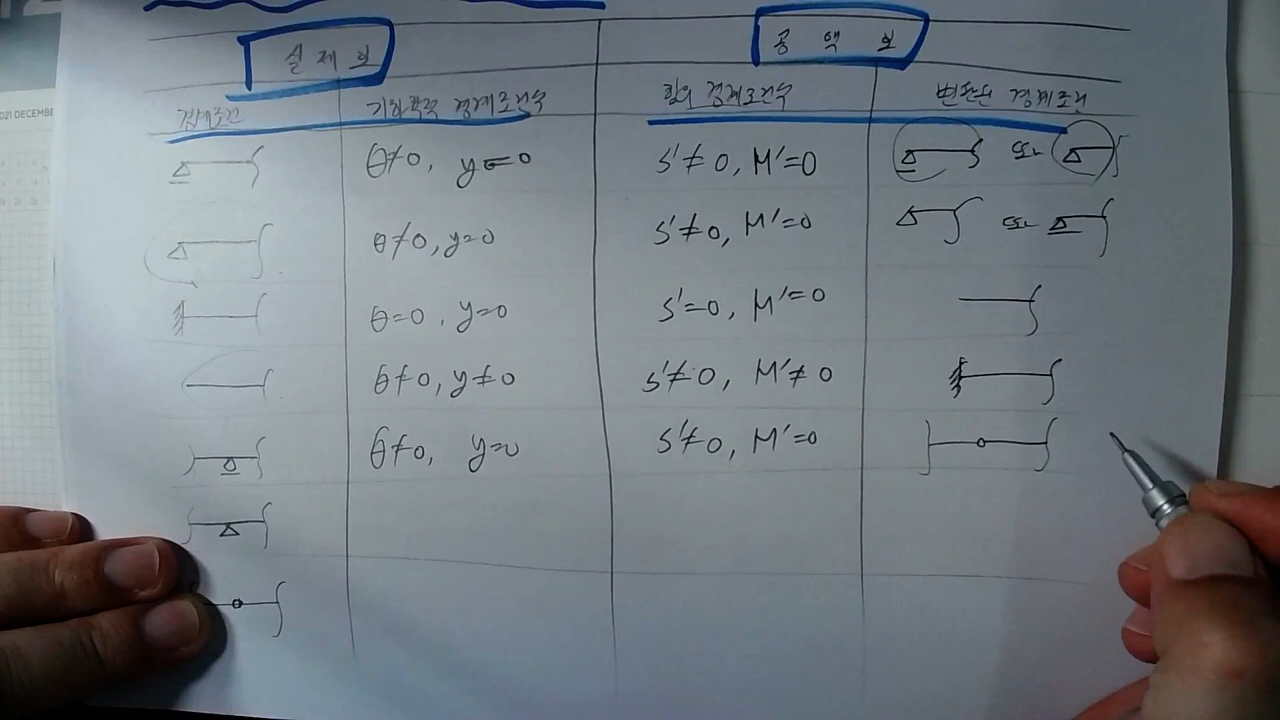 실제보 공액보
경계조건 기하학적 경계조건수 힘의 경계조건수 변환된 경계조건
θ≠0, y=0 S'≠0, M'=0 또는
θ≠0, y=0 S'≠0, M'=0 또는
θ=0, y=0 S'=0, M'=0
θ≠0, y≠0 S'≠0, M'≠0
θ≠0, y=0 S'≠0, M'=0